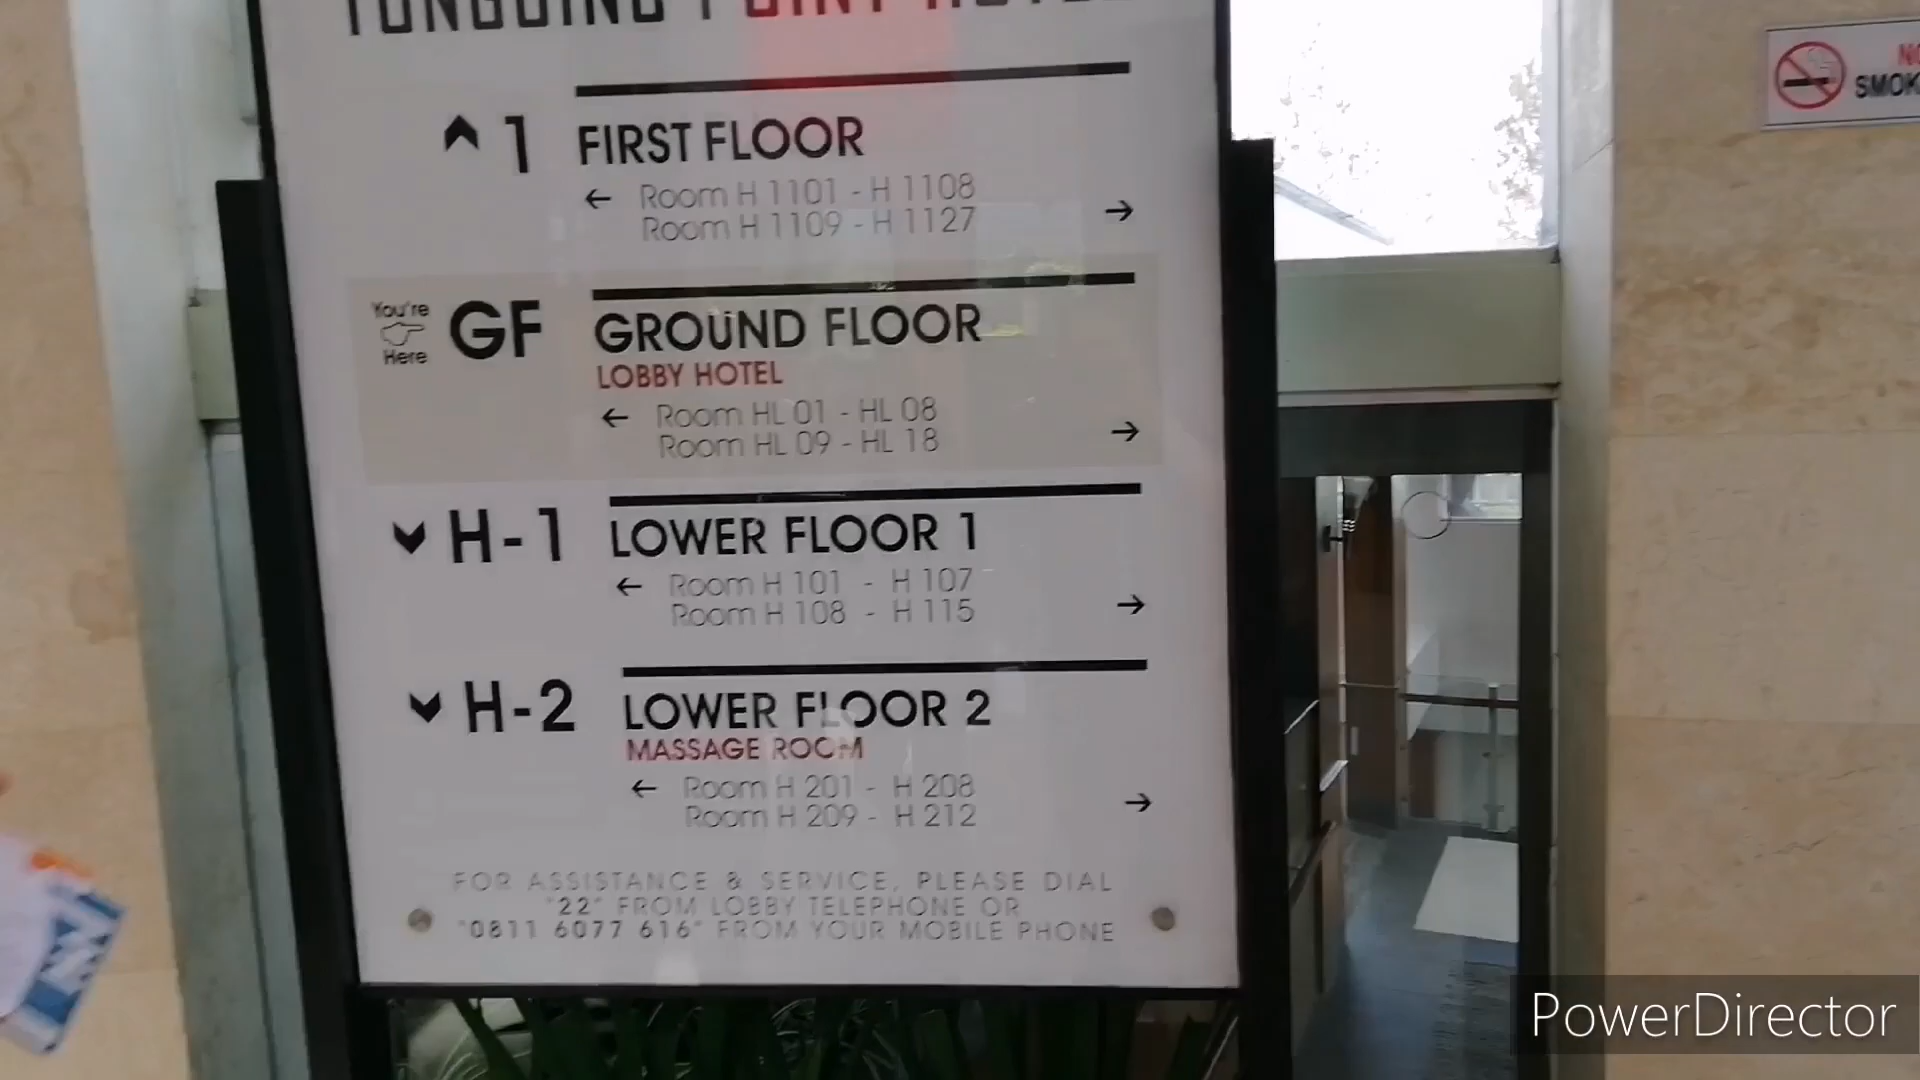 1 FIRST FLOOR
← Room H 1101 - H 1108
Room H 1109 - H 1127 →
You're
Here
GF GROUND FLOOR
LOBBY HOTEL
← Room HL 01 - HL 08
Room HL 09 - HL 18 →
H-1 LOWER FLOOR 1
← Room H 101 - H 107
Room H 108 - H 115 →
H-2 LOWER FLOOR 2
MASSAGE ROOM
← Room H 201 - H 208
Room H 209 - H 212 →
FOR ASSISTANCE & SERVICE, PLEASE DIAL
"22" FROM LOBBY TELEPHONE OR
"0811 6077 616" FROM YOUR MOBILE PHONE
PowerDirector